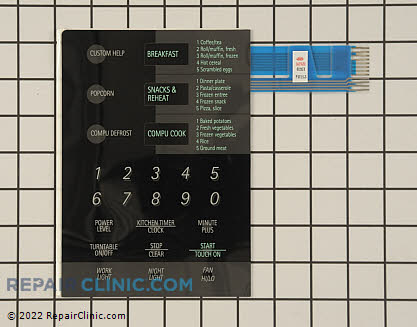 CUSTOM HELP
BREAKFAST
1 Coffee/tea
2 Roll/muffin, fresh
3 Roll/muffin, frozen
4 Hot cereal
5 Scrambled eggs
POPCORN
SNACKS &
REHEAT
1 Dinner plate
2 Pasta/casserole
3 Frozen entree
4 Frozen snack
5 Pizza, slice
COMPU DEFROST
COMPU COOK
1 Baked potatoes
2 Fresh vegetables
3 Frozen vegetables
4 Rice
5 Ground meat
1 2 3 4 5
6 7 8 9 0
POWER
LEVEL
KITCHEN TIMER
CLOCK
MINUTE
PLUS
TURNTABLE
ON/OFF
STOP
CLEAR
START
TOUCH ON
WORK
LIGHT
NIGHT
LIGHT
FAN
HI/LO
REPAIRCLINIC.COM
©2022 RepairClinic.com